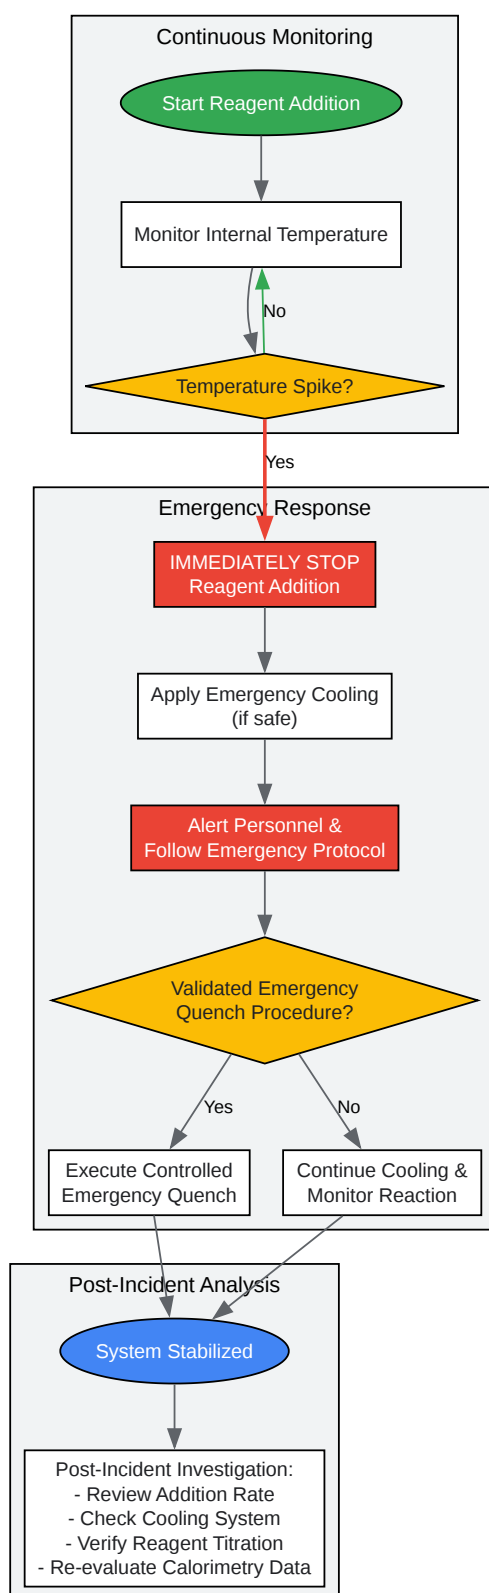 Continuous Monitoring
Start Reagent Addition
Monitor Internal Temperature
No
Temperature Spike?
Yes
Emergency Response
IMMEDIATELY STOP
Reagent Addition
Apply Emergency Cooling
(if safe)
Alert Personnel &
Follow Emergency Protocol
Validated Emergency
Quench Procedure?
Yes
No
Execute Controlled
Emergency Quench
Continue Cooling &
Monitor Reaction
Post-Incident Analysis
System Stabilized
Post-Incident Investigation:
- Review Addition Rate
- Check Cooling System
- Verify Reagent Titration
- Re-evaluate Calorimetry Data